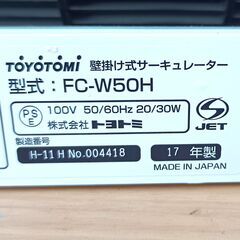 TOYOTOMI 壁掛け式サーキュレーター
型式：FC-W50H
PS E 100V 50/60Hz 20/30W S JET
株式会社 トヨトミ
製造番号
H-11 H No.004418 17 年製
MADE IN JAPAN